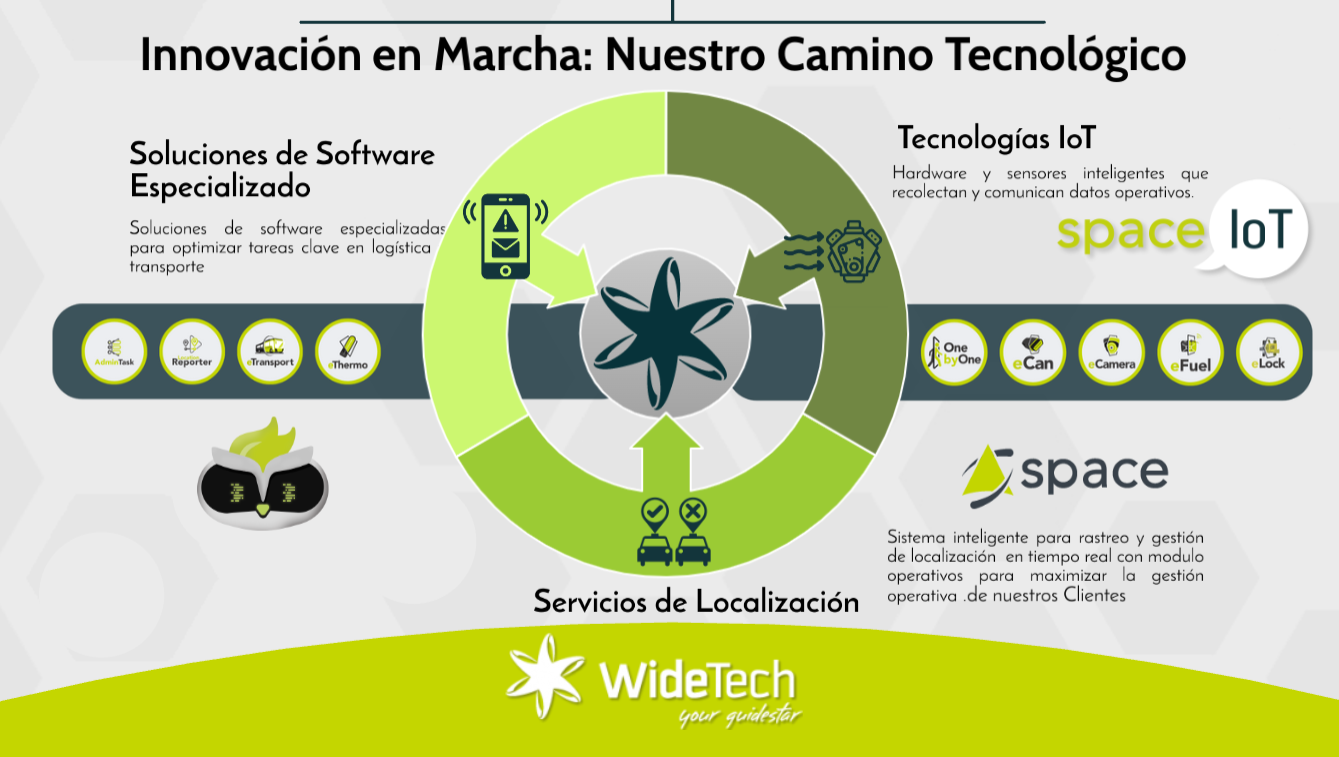 Innovación en Marcha: Nuestro Camino Tecnológico
Soluciones de Software
Especializado
Soluciones de software especializadas
para optimizar tareas clave en logística
transporte
Tecnologías IoT
Hardware y sensores inteligentes que
recolectan y comunican datos operativos.
space IoT
AdminTask
Reporter
eTransport
eThermo
One
byOne
eCan
eCamera
eFuel
eLock
space
Sistema inteligente para rastreo y gestión
de localización en tiempo real con modulo
operativos para maximizar la gestión
operativa .de nuestros Clientes
Servicios de Localización
WideTech
your guidestar